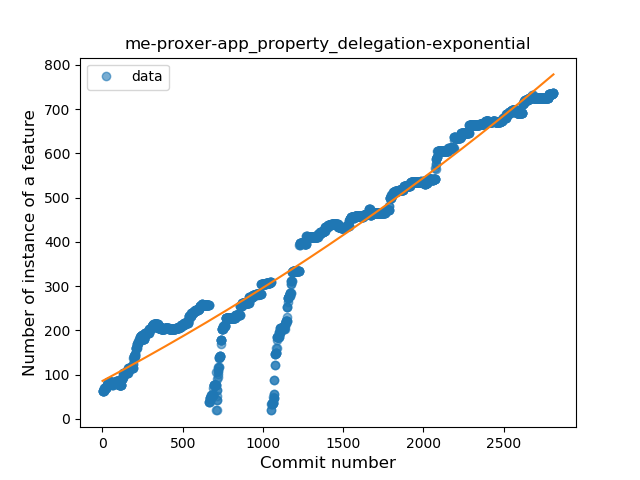 me-proxer-app_property_delegation-exponential
data
Number of instance of a feature
800
700
600
500
400
300
200
100
0
0 500 1000 1500 2000 2500
Commit number